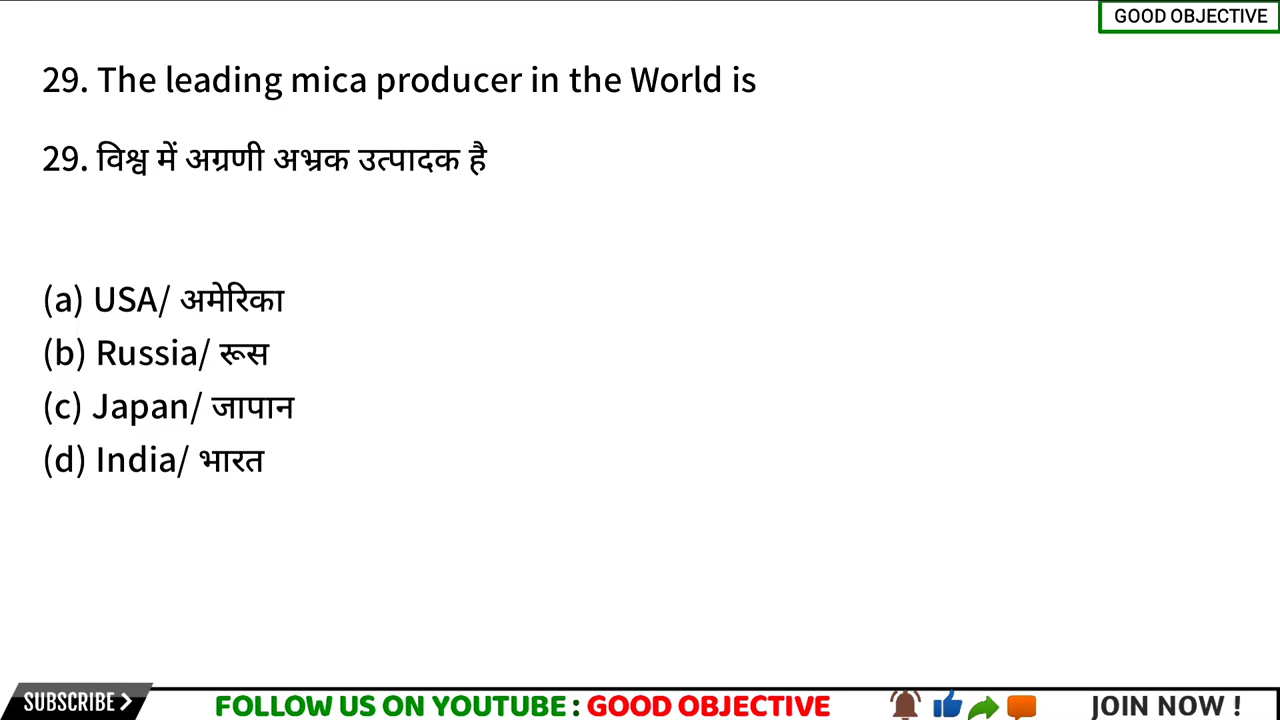 GOOD OBJECTIVE
29. The leading mica producer in the World is
29. विश्व में अग्रणी अभ्रक उत्पादक है
(a) USA/ अमेरिका
(b) Russia/ रूस
(c) Japan/ जापान
(d) India/ भारत
SUBSCRIBE > FOLLOW US ON YOUTUBE : GOOD OBJECTIVE JOIN NOW !